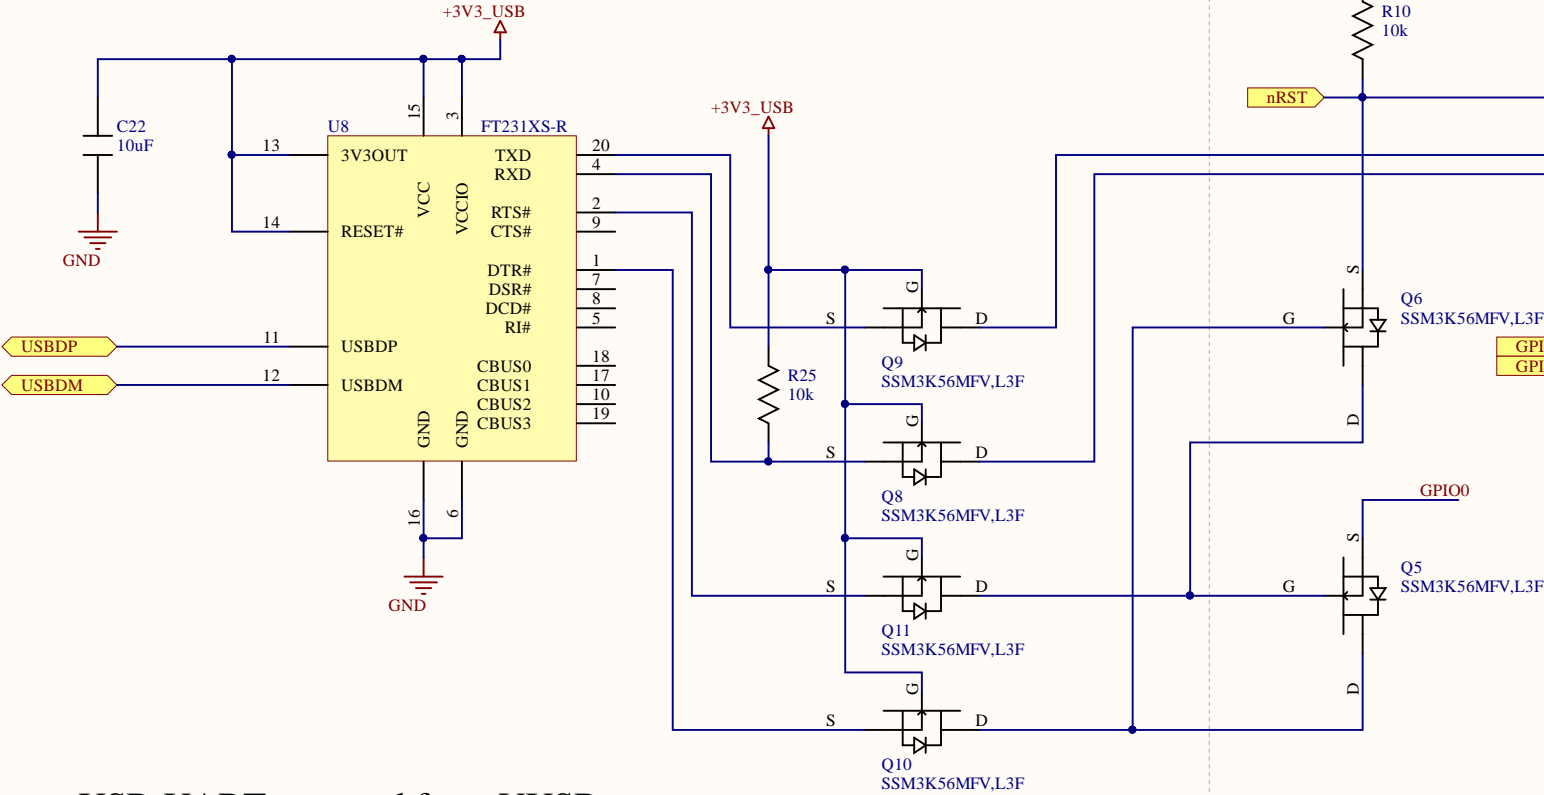 +3V3_USB
R10
10k
nRST
+3V3_USB
C22
10uF
15
3
U8
FT231XS-R
13
3V3OUT
TXD
20
RXD
4
VCC
VCCIO
RTS#
2
14
RESET#
CTS#
9
GND
DTR#
1
DSR#
7
DCD#
8
RI#
5
G
S
D
Q9
SSM3K56MFV,L3F
S
G
Q6
SSM3K56MFV,L3F
D
GPI
GPI
USBDP
11
USBDP
USBDM
12
USBDM
CBUS0
18
CBUS1
17
CBUS2
10
CBUS3
19
GND
GND
R25
10k
G
S
D
Q8
SSM3K56MFV,L3F
16
6
GND
GPIO0
G
S
D
Q11
SSM3K56MFV,L3F
S
G
Q5
SSM3K56MFV,L3F
D
G
S
D
Q10
SSM3K56MFV,L3F